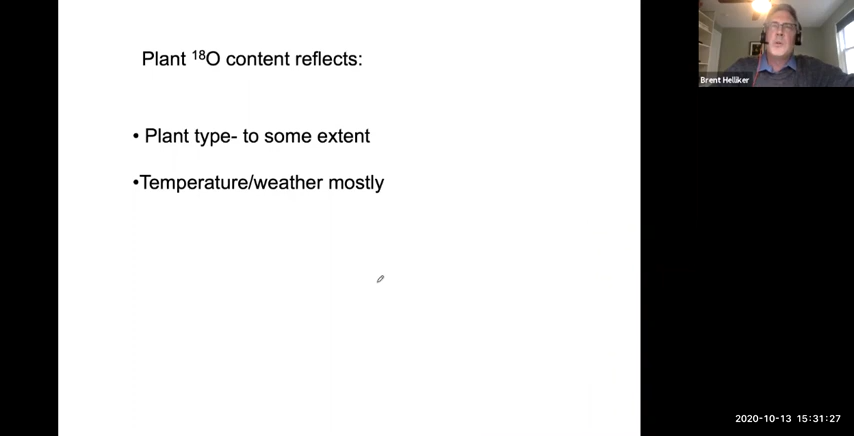 Plant ¹⁸O content reflects:
• Plant type- to some extent
•Temperature/weather mostly
Brent Helliker
2020-10-13 15:31:27